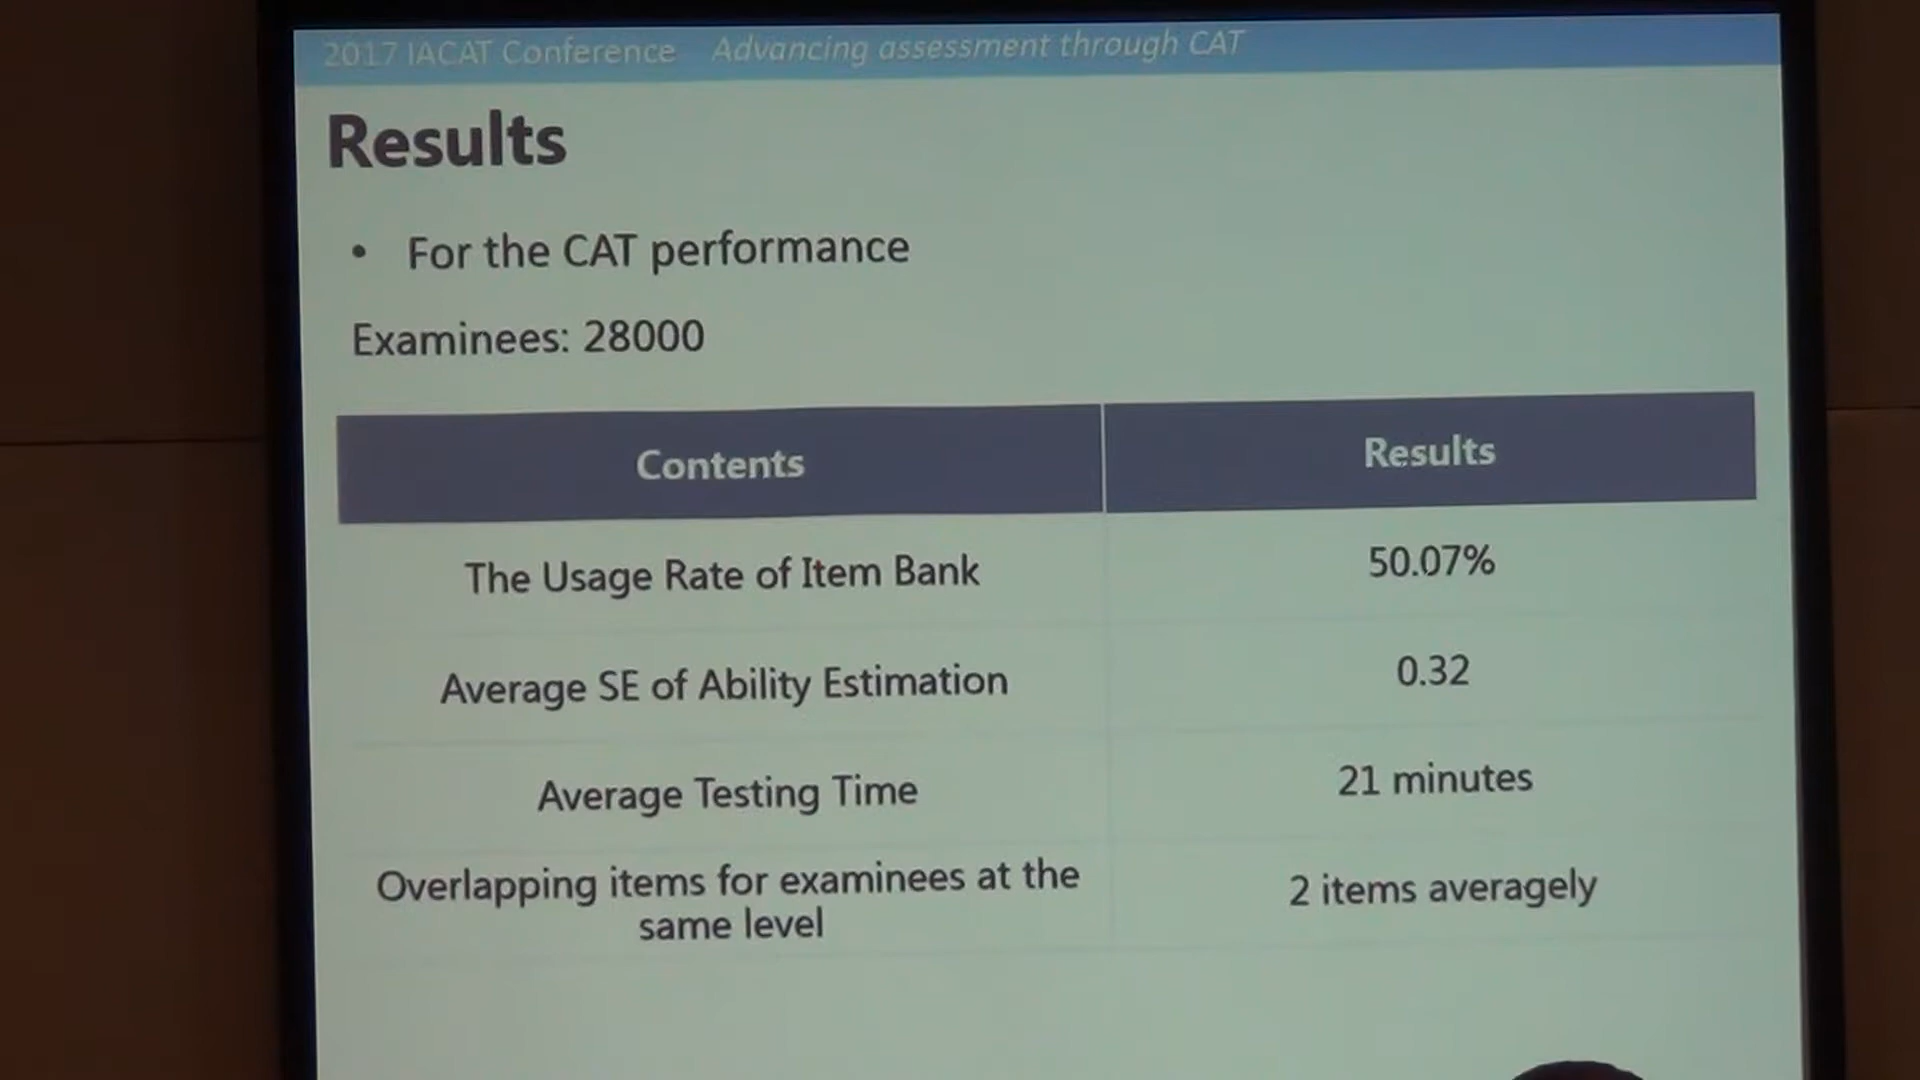 2017 IACAT Conference Advancing assessment through CAT
Results
• For the CAT performance
Examinees: 28000
Contents Results
The Usage Rate of Item Bank 50.07%
Average SE of Ability Estimation 0.32
Average Testing Time 21 minutes
Overlapping items for examinees at the
same level
2 items averagely